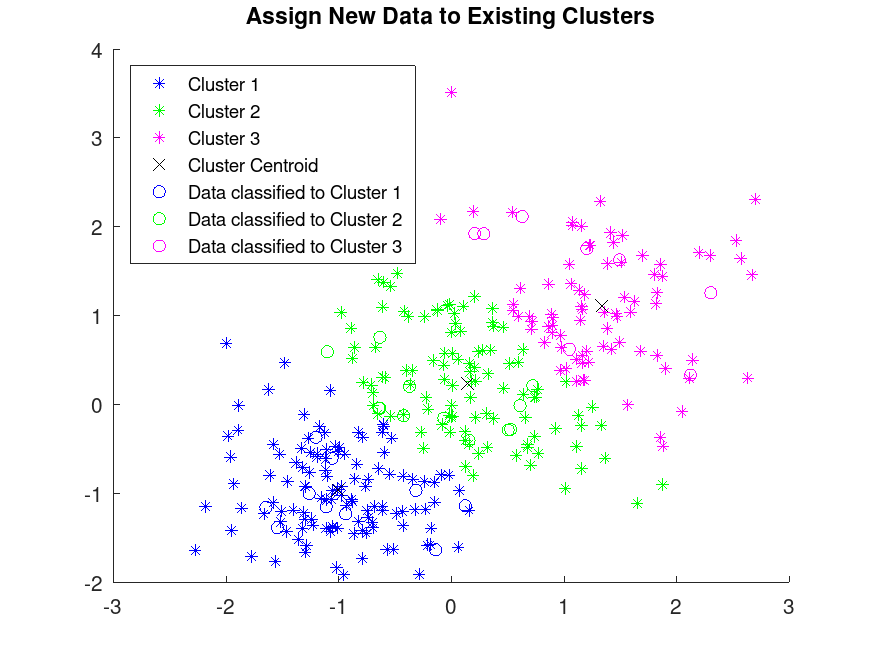 Assign New Data to Existing Clusters
4
3
2
1
0
-1
-2
Cluster 1
Cluster 2
Cluster 3
Cluster Centroid
Data classified to Cluster 1
Data classified to Cluster 2
Data classified to Cluster 3
-3 -2 -1 0 1 2 3